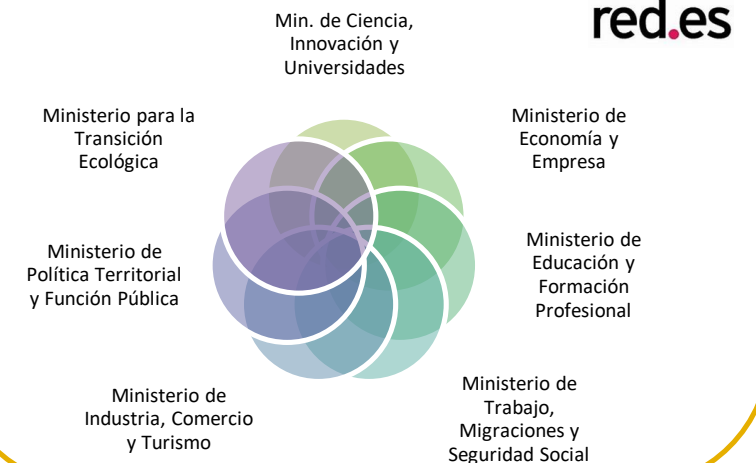 red.es
Min. de Ciencia,
Innovación y
Universidades
Ministerio para la
Transición
Ecológica
Ministerio de
Economía y
Empresa
Ministerio de
Política Territorial
y Función Pública
Ministerio de
Educación y
Formación
Profesional
Ministerio de
Industria, Comercio
y Turismo
Ministerio de
Trabajo,
Migraciones y
Seguridad Social